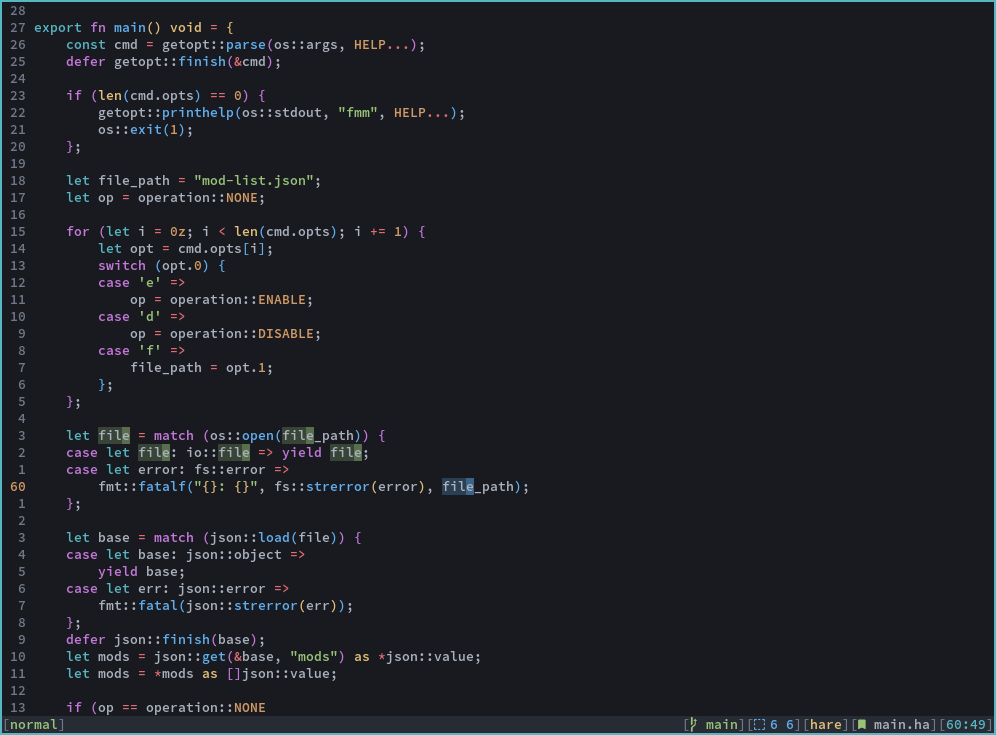 28
27 export fn main() void = {
26     const cmd = getopt::parse(os::args, HELP...);
25     defer getopt::finish(&cmd);
24
23     if (len(cmd.opts) == 0) {
22         getopt::printhelp(os::stdout, "fmm", HELP...);
21         os::exit(1);
20     };
19
18     let file_path = "mod-list.json";
17     let op = operation::NONE;
16
15     for (let i = 0z; i < len(cmd.opts); i += 1) {
14         let opt = cmd.opts[i];
13         switch (opt.0) {
12         case 'e' =>
11             op = operation::ENABLE;
10         case 'd' =>
9             op = operation::DISABLE;
8         case 'f' =>
7             file_path = opt.1;
6         };
5     };
4
3     let file = match (os::open(file_path)) {
2     case let file: io::file => yield file;
1     case let error: fs::error =>
60         fmt::fatalf("{}: {}", fs::strerror(error), file_path);
1     };
2
3     let base = match (json::load(file)) {
4     case let base: json::object =>
5         yield base;
6     case let err: json::error =>
7         fmt::fatal(json::strerror(err));
8     };
9     defer json::finish(base);
10     let mods = json::get(&base, "mods") as *json::value;
11     let mods = *mods as []json::value;
12
13     if (op == operation::NONE
[normal] [main][6 6][hare][main.ha][60:49]